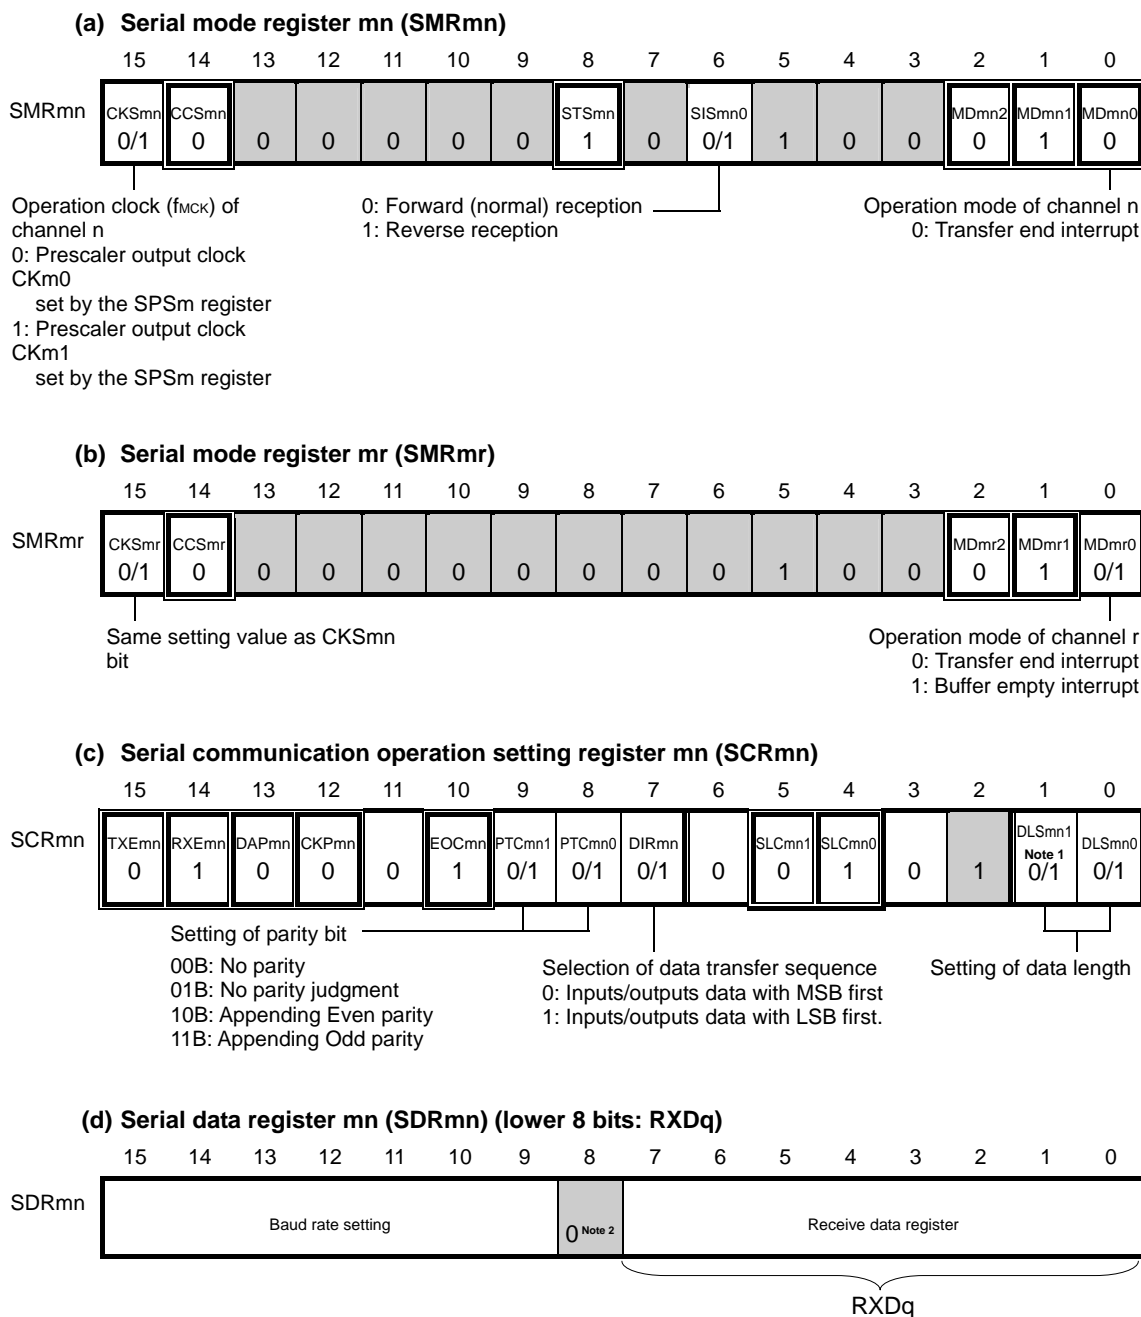 (a) Serial mode register mn (SMRmn)
15 14 13 12 11 10 9 8 7 6 5 4 3 2 1 0
SMRmn
CKSmn CCSmn STSmn SISmn0 MDmn2 MDmn1 MDmn0
0/1 0 0 0 0 0 0 1 0 0/1 1 0 0 0 1 0
Operation clock (fMCK) of
channel n
0: Prescaler output clock
CKm0
set by the SPSm register
1: Prescaler output clock
CKm1
set by the SPSm register
0: Forward (normal) reception
1: Reverse reception
Operation mode of channel n
0: Transfer end interrupt
(b) Serial mode register mr (SMRmr)
15 14 13 12 11 10 9 8 7 6 5 4 3 2 1 0
SMRmr
CKSmr CCSmr MDmr2 MDmr1 MDmr0
0/1 0 0 0 0 0 0 0 0 0 1 0 0 0 1 0/1
Same setting value as CKSmn
bit
Operation mode of channel r
0: Transfer end interrupt
1: Buffer empty interrupt
(c) Serial communication operation setting register mn (SCRmn)
15 14 13 12 11 10 9 8 7 6 5 4 3 2 1 0
SCRmn
TXEmn RXEmn DAPmn CKPmn EOCmn PTCmn1 PTCmn0 DIRmn SLCmn1 SLCmn0 DLSmn1 DLSmn0
Note 1
0 1 0 0 0 1 0/1 0/1 0/1 0 0 1 0 1 0/1 0/1
Setting of parity bit
00B: No parity
01B: No parity judgment
10B: Appending Even parity
11B: Appending Odd parity
Selection of data transfer sequence
0: Inputs/outputs data with MSB first
1: Inputs/outputs data with LSB first.
Setting of data length
(d) Serial data register mn (SDRmn) (lower 8 bits: RXDq)
15 14 13 12 11 10 9 8 7 6 5 4 3 2 1 0
SDRmn
Baud rate setting 0 Note 2 Receive data register
RXDq